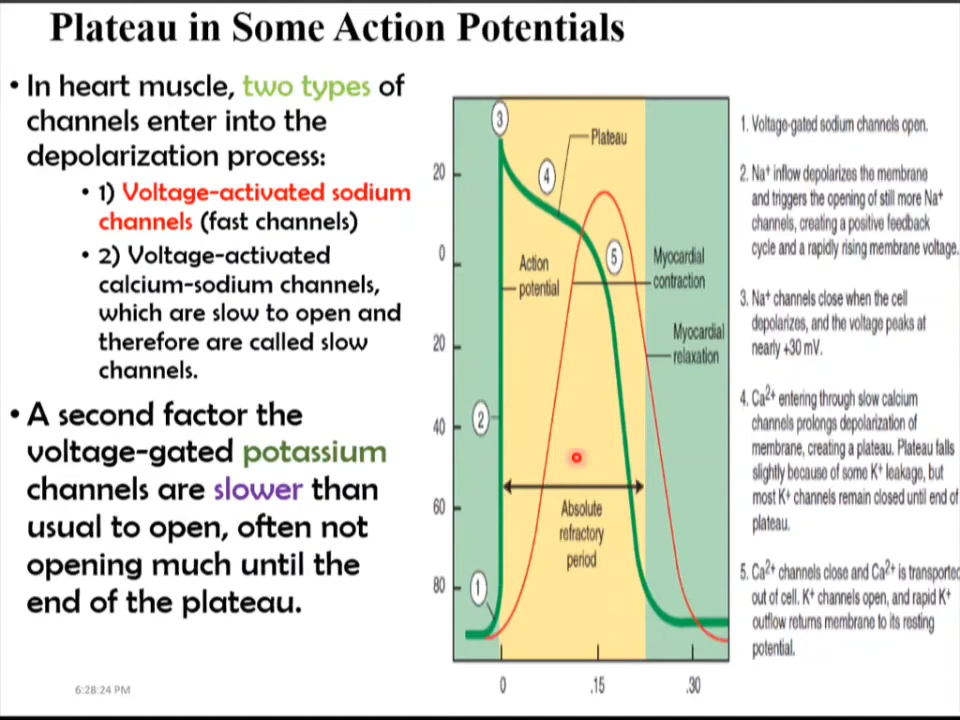 Plateau in Some Action Potentials
• In heart muscle, two types of
channels enter into the
depolarization process:
• 1) Voltage-activated sodium
channels (fast channels)
• 2) Voltage-activated
calcium-sodium channels,
which are slow to open and
therefore are called slow
channels.
• A second factor the
voltage-gated potassium
channels are slower than
usual to open, often not
opening much until the
end of the plateau.
6:28:24 PM
20
0
20
40
60
80
0
.15
.30
3
4
5
2
1
Plateau
Action
potential
Myocardial
contraction
Myocardial
relaxation
Absolute
refractory
period
1. Voltage-gated sodium channels open.
2. Na⁺ inflow depolarizes the membrane
and triggers the opening of still more Na⁺
channels, creating a positive feedback
cycle and a rapidly rising membrane voltage.
3. Na⁺ channels close when the cell
depolarizes, and the voltage peaks at
nearly +30 mV.
4. Ca²⁺ entering through slow calcium
channels prolongs depolarization of
membrane, creating a plateau. Plateau falls
slightly because of some K⁺ leakage, but
most K⁺ channels remain closed until end of
plateau.
5. Ca²⁺ channels close and Ca²⁺ is transported
out of cell. K⁺ channels open, and rapid K⁺
outflow returns membrane to its resting
potential.